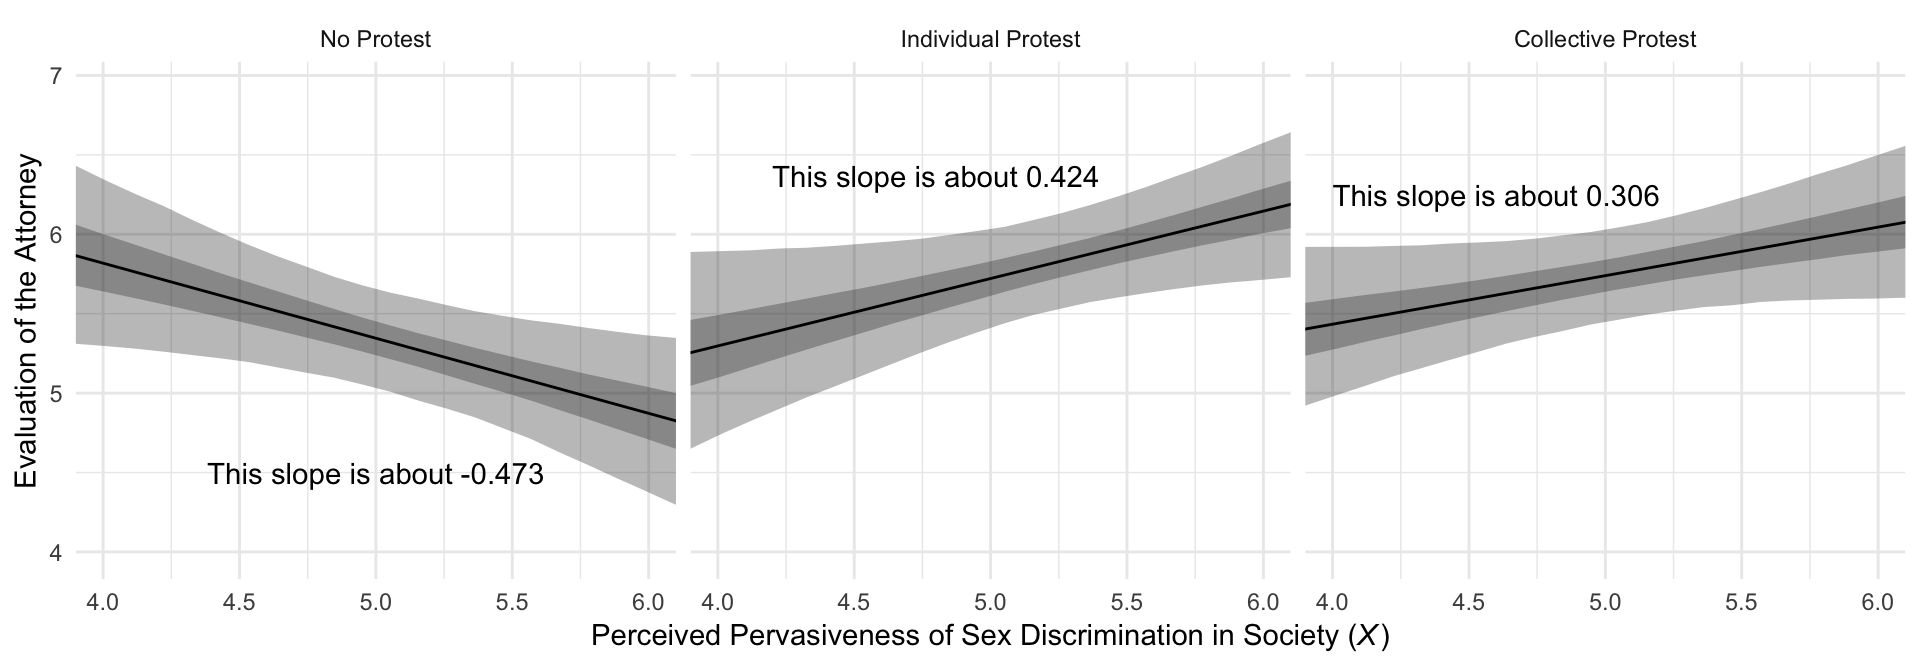 No Protest
Individual Protest
Collective Protest
7
6
5
4
Evaluation of the Attorney
This slope is about -0.473
This slope is about 0.424
This slope is about 0.306
4.0 4.5 5.0 5.5 6.0
4.0 4.5 5.0 5.5 6.0
4.0 4.5 5.0 5.5 6.0
Perceived Pervasiveness of Sex Discrimination in Society (X)